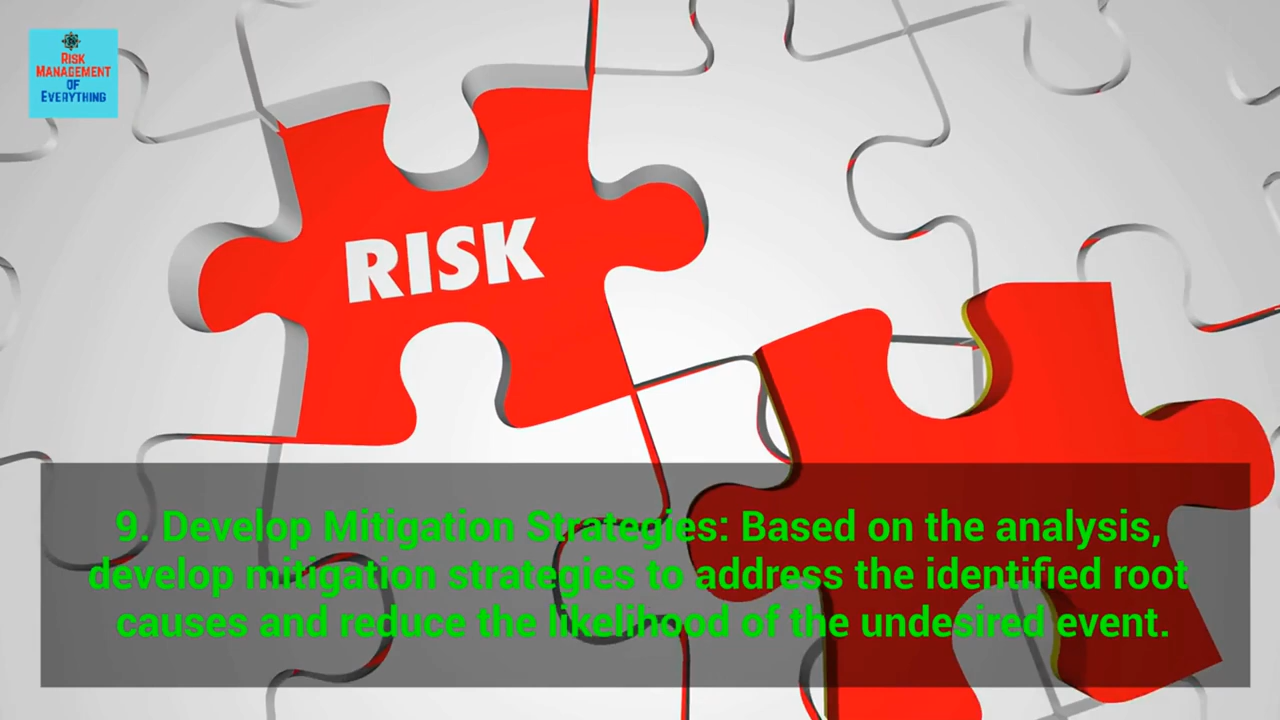 RISK
MANAGEMENT
OF
EVERYTHING
RISK
9. Develop Mitigation Strategies: Based on the analysis,
develop mitigation strategies to address the identified root
causes and reduce the likelihood of the undesired event.